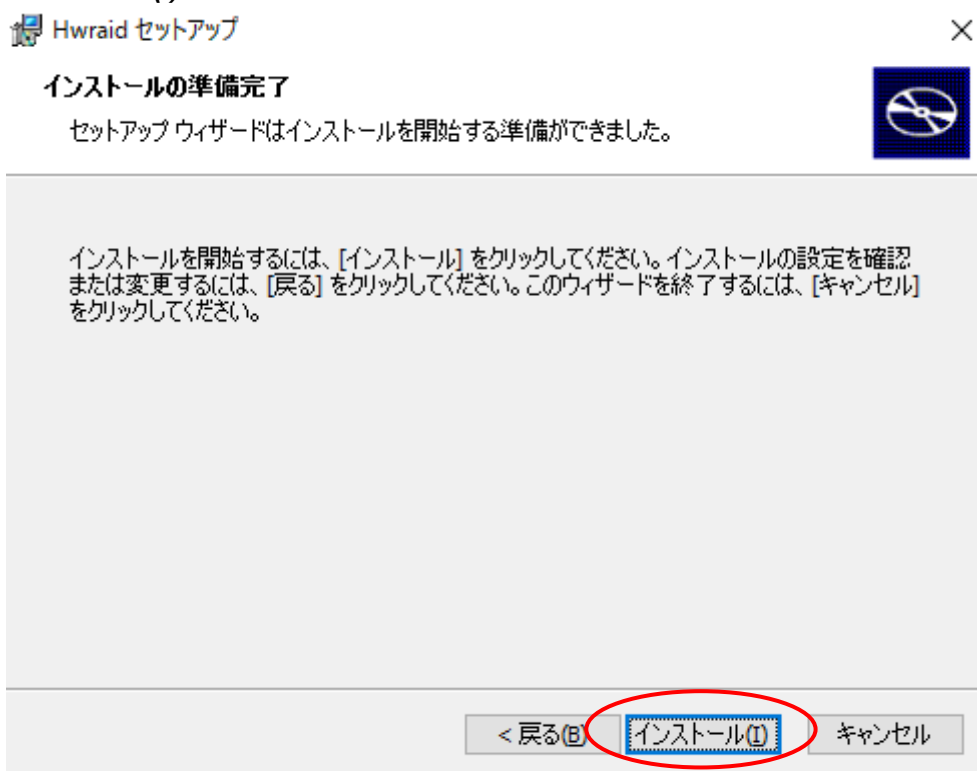 Hwraid セットアップ
インストールの準備完了
セットアップ ウィザードはインストールを開始する準備ができました。
インストールを開始するには、[インストール] をクリックしてください。インストールの設定を確認
または変更するには、[戻る] をクリックしてください。このウィザードを終了するには、[キャンセル]
をクリックしてください。
< 戻る(B) インストール(I) キャンセル